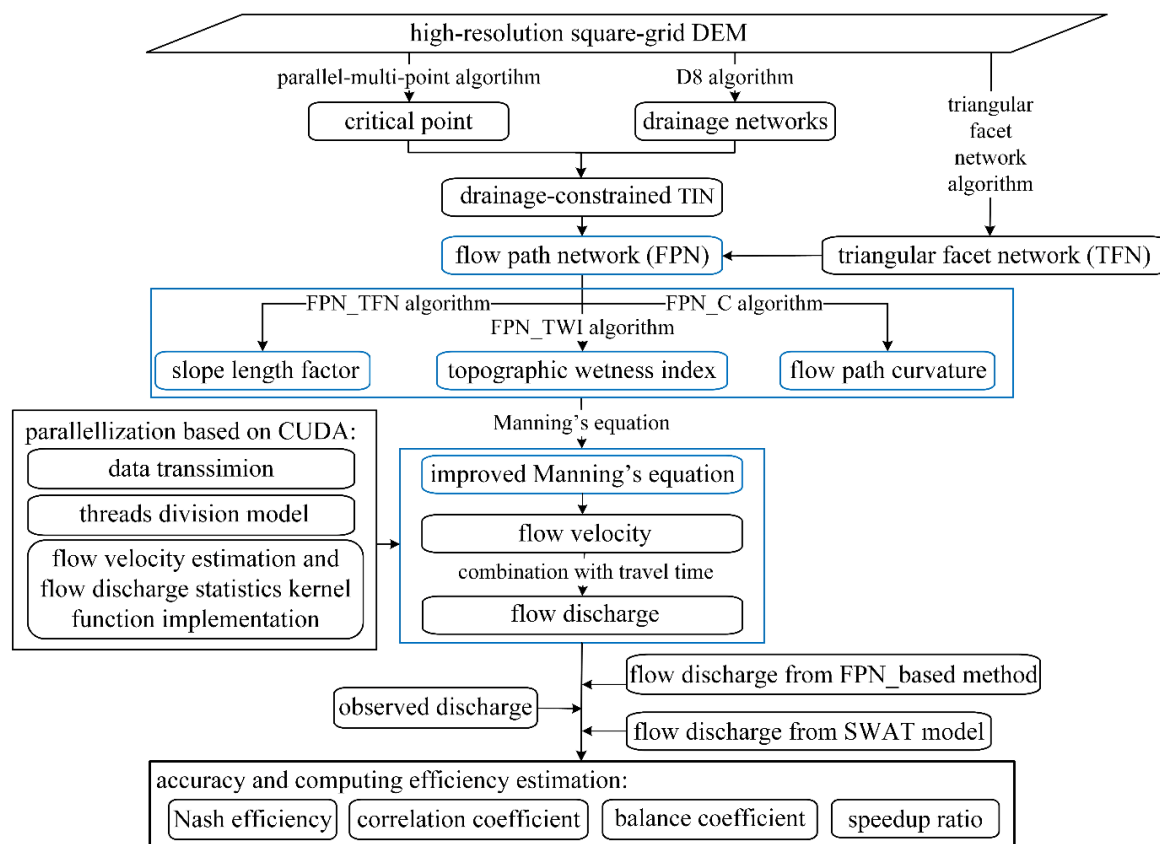 high-resolution square-grid DEM
parallel-multi-point algortihm
D8 algorithm
critical point
drainage networks
triangular
facet
network
algorithm
drainage-constrained TIN
flow path network (FPN)
triangular facet network (TFN)
FPN_TFN algorithm
FPN_C algorithm
FPN_TWI algorithm
slope length factor
topographic wetness index
flow path curvature
Manning's equation
parallellization based on CUDA:
data transsimion
threads division model
flow velocity estimation and
flow discharge statistics kernel
function implementation
improved Manning's equation
flow velocity
combination with travel time
flow discharge
flow discharge from FPN_based method
observed discharge
flow discharge from SWAT model
accuracy and computing efficiency estimation:
Nash efficiency
correlation coefficient
balance coefficient
speedup ratio